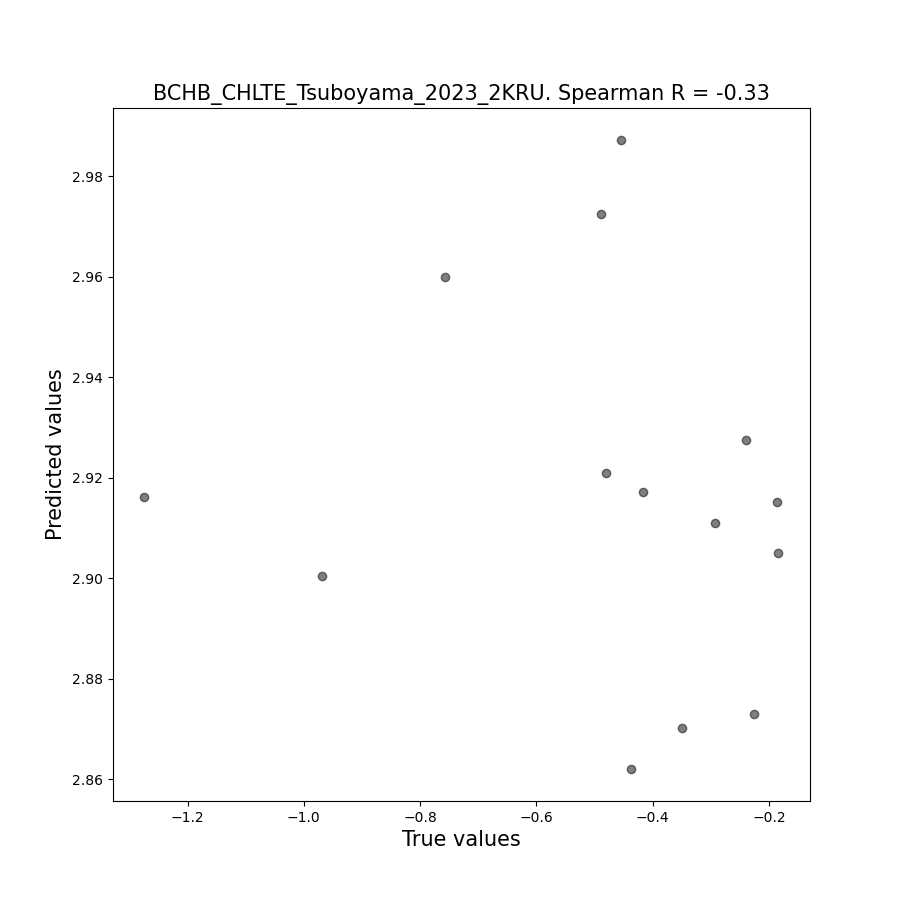 BCHB_CHLTE_Tsuboyama_2023_2KRU. Spearman R = -0.33
2.98
2.96
2.94
2.92
2.90
2.88
2.86
Predicted values
−1.2 −1.0 −0.8 −0.6 −0.4 −0.2
True values